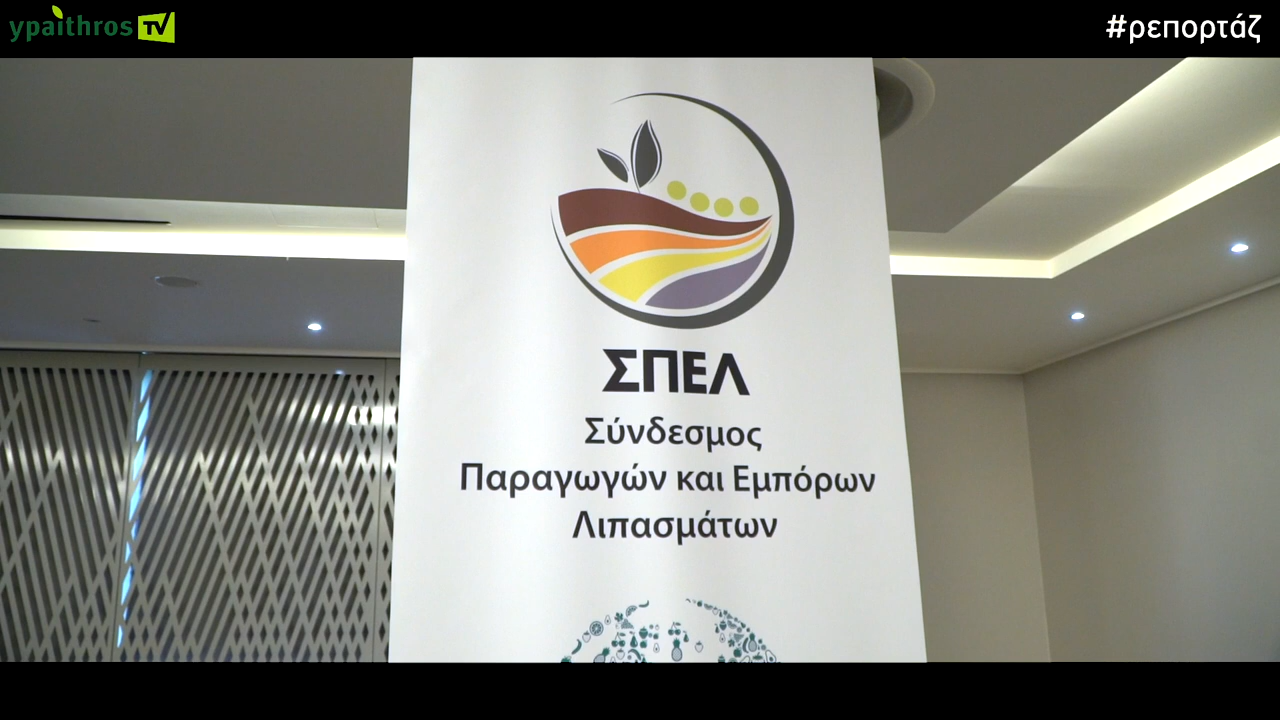 ypaithros TV
#ρεπορτάζ
ΣΠΕΛ
Σύνδεσμος
Παραγωγών και Εμπόρων
Λιπασμάτων